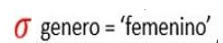 σ genero = ‘femenino’